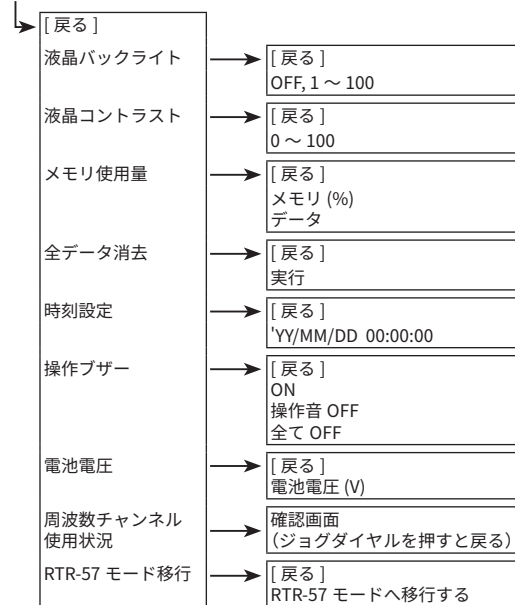 [ 戻る ]
液晶バックライト
[ 戻る ]
OFF, 1 ～ 100
液晶コントラスト
[ 戻る ]
0 ～ 100
メモリ使用量
[ 戻る ]
メモリ (%)
データ
全データ消去
[ 戻る ]
実行
時刻設定
[ 戻る ]
'YY/MM/DD 00:00:00
操作ブザー
[ 戻る ]
ON
操作音 OFF
全て OFF
電池電圧
[ 戻る ]
電池電圧 (V)
周波数チャンネル
使用状況
確認画面
（ジョグダイヤルを押すと戻る）
RTR-57 モード移行
[ 戻る ]
RTR-57 モードへ移行する